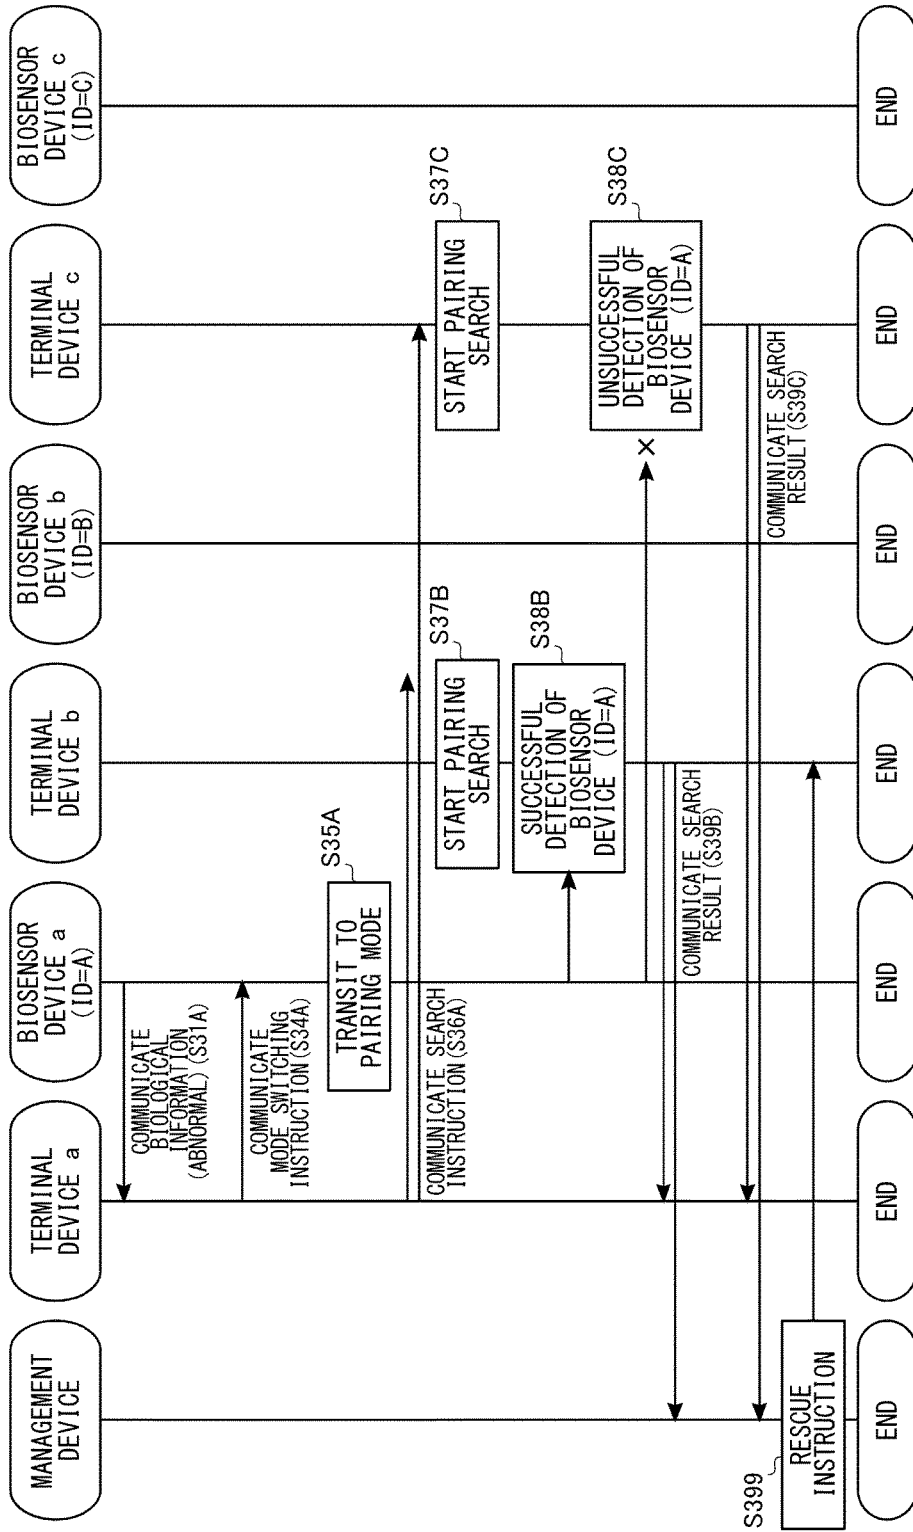 MANAGEMENT
DEVICE
TERMINAL
DEVICE a
BIOSENSOR
DEVICE a
(ID=A)
TERMINAL
DEVICE b
BIOSENSOR
DEVICE b
(ID=B)
TERMINAL
DEVICE c
BIOSENSOR
DEVICE c
(ID=C)
COMMUNICATE
BIOLOGICAL
INFORMATION
(ABNORMAL)(S31A)
COMMUNICATE
MODE SWITCHING
INSTRUCTION(S34A)
S35A
TRANSIT TO
PAIRING MODE
COMMUNICATE SEARCH
INSTRUCTION(S36A)
S37B
START PAIRING
SEARCH
S37C
START PAIRING
SEARCH
S38B
SUCCESSFUL
DETECTION OF
BIOSENSOR
DEVICE (ID=A)
S38C
UNSUCCESSFUL
DETECTION OF
BIOSENSOR
DEVICE (ID=A)
×
COMMUNICATE SEARCH
RESULT(S39B)
COMMUNICATE SEARCH
RESULT(S39C)
S399
RESCUE
INSTRUCTION
END
END
END
END
END
END
END